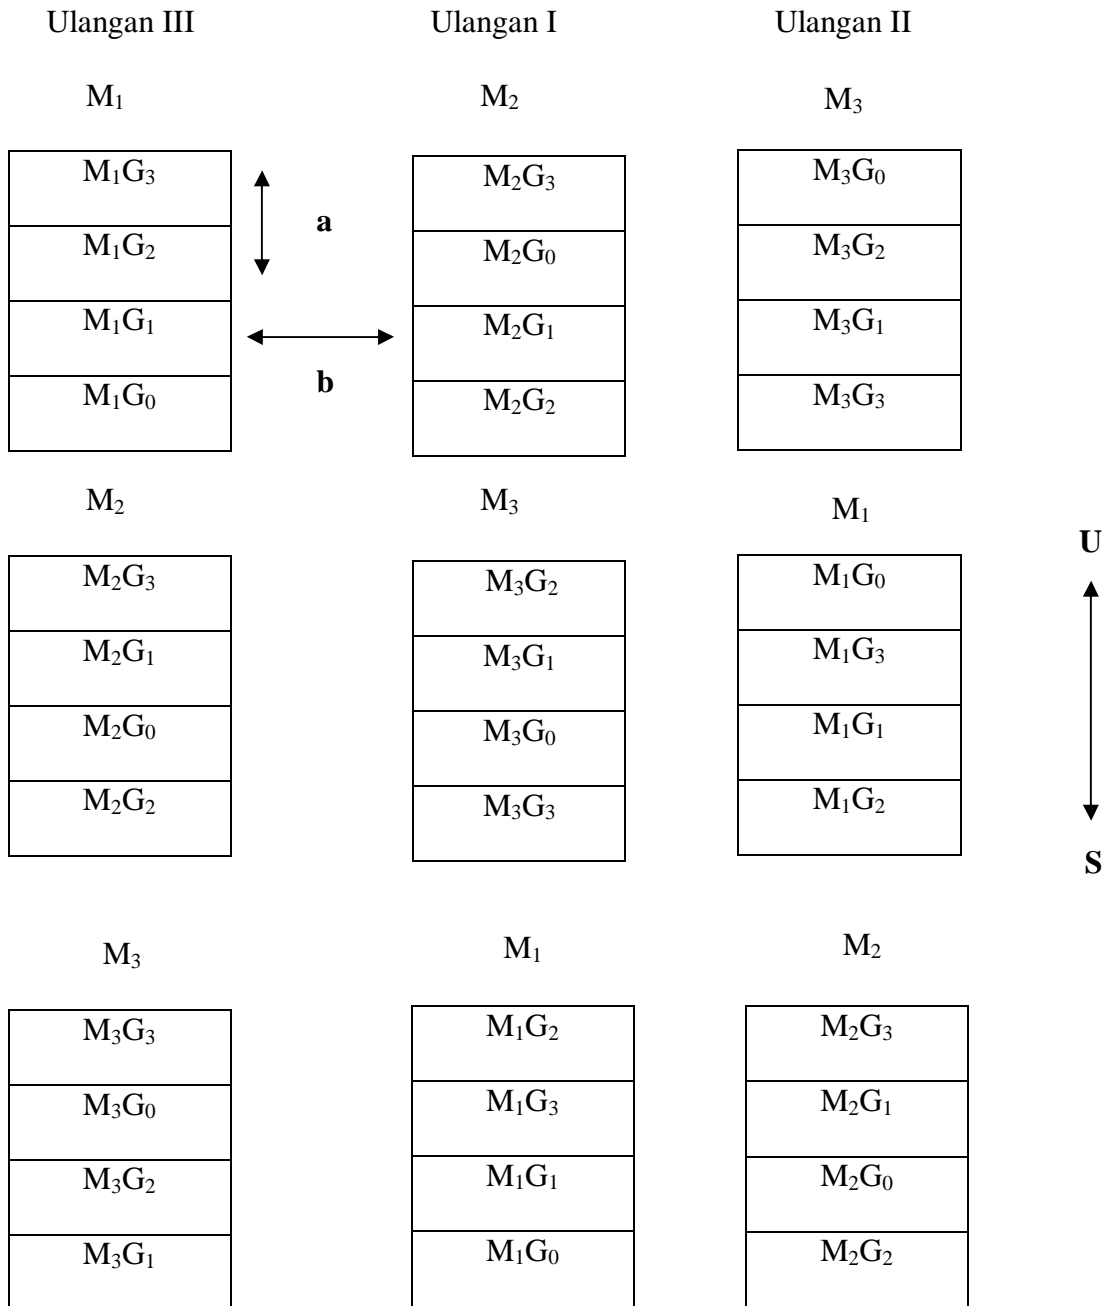 Ulangan III Ulangan I Ulangan II
M₁ M₂ M₃
M₁G₃ M₂G₃ M₃G₀
a
M₁G₂ M₂G₀ M₃G₂
M₁G₁ M₂G₁ M₃G₁
b
M₁G₀ M₂G₂ M₃G₃
M₂ M₃ M₁
U
M₂G₃ M₃G₂ M₁G₀
M₂G₁ M₃G₁ M₁G₃
M₂G₀ M₃G₀ M₁G₁
M₂G₂ M₃G₃ M₁G₂
S
M₃ M₁ M₂
M₃G₃ M₁G₂ M₂G₃
M₃G₀ M₁G₃ M₂G₁
M₃G₂ M₁G₁ M₂G₀
M₃G₁ M₁G₀ M₂G₂